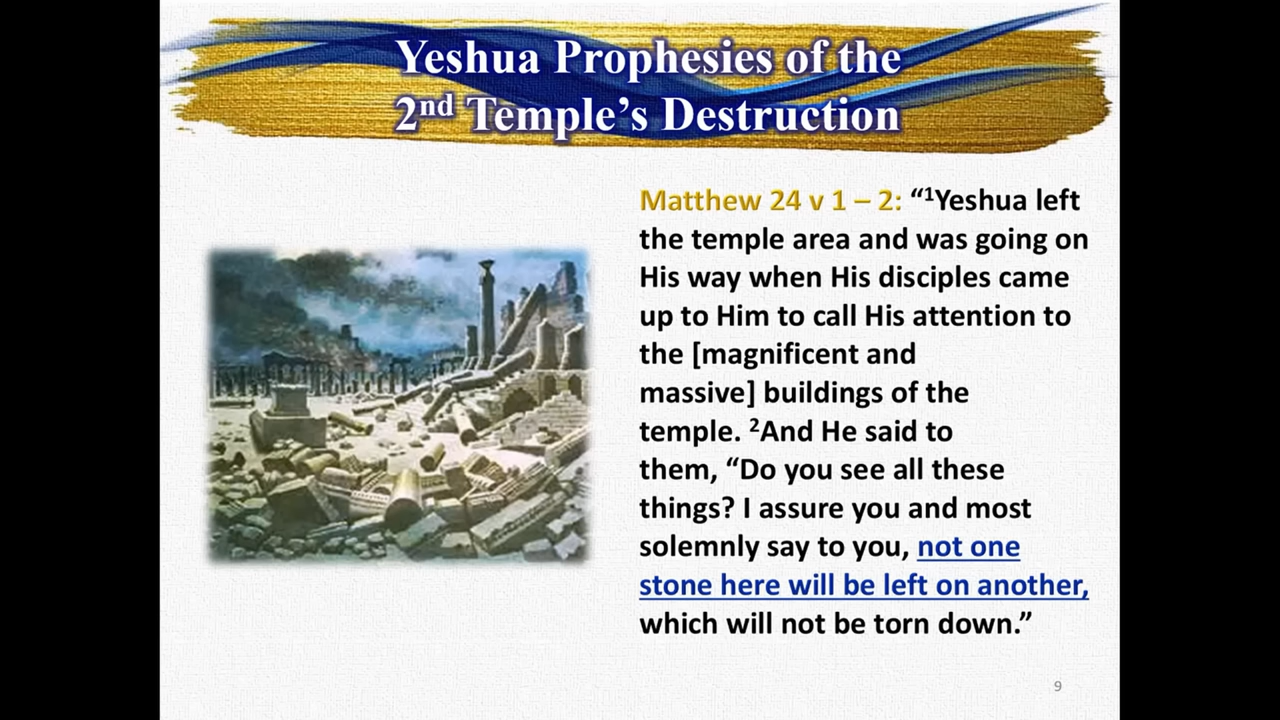 Yeshua Prophesies of the
2nd Temple’s Destruction
Matthew 24 v 1 – 2: “1Yeshua left
the temple area and was going on
His way when His disciples came
up to Him to call His attention to
the [magnificent and
massive] buildings of the
temple. 2And He said to
them, “Do you see all these
things? I assure you and most
solemnly say to you, not one
stone here will be left on another,
which will not be torn down.”
9